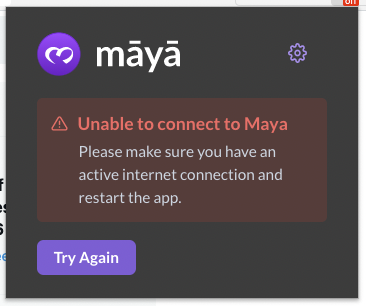 off
māyā
Unable to connect to Maya
Please make sure you have an
active internet connection and
restart the app.
Try Again